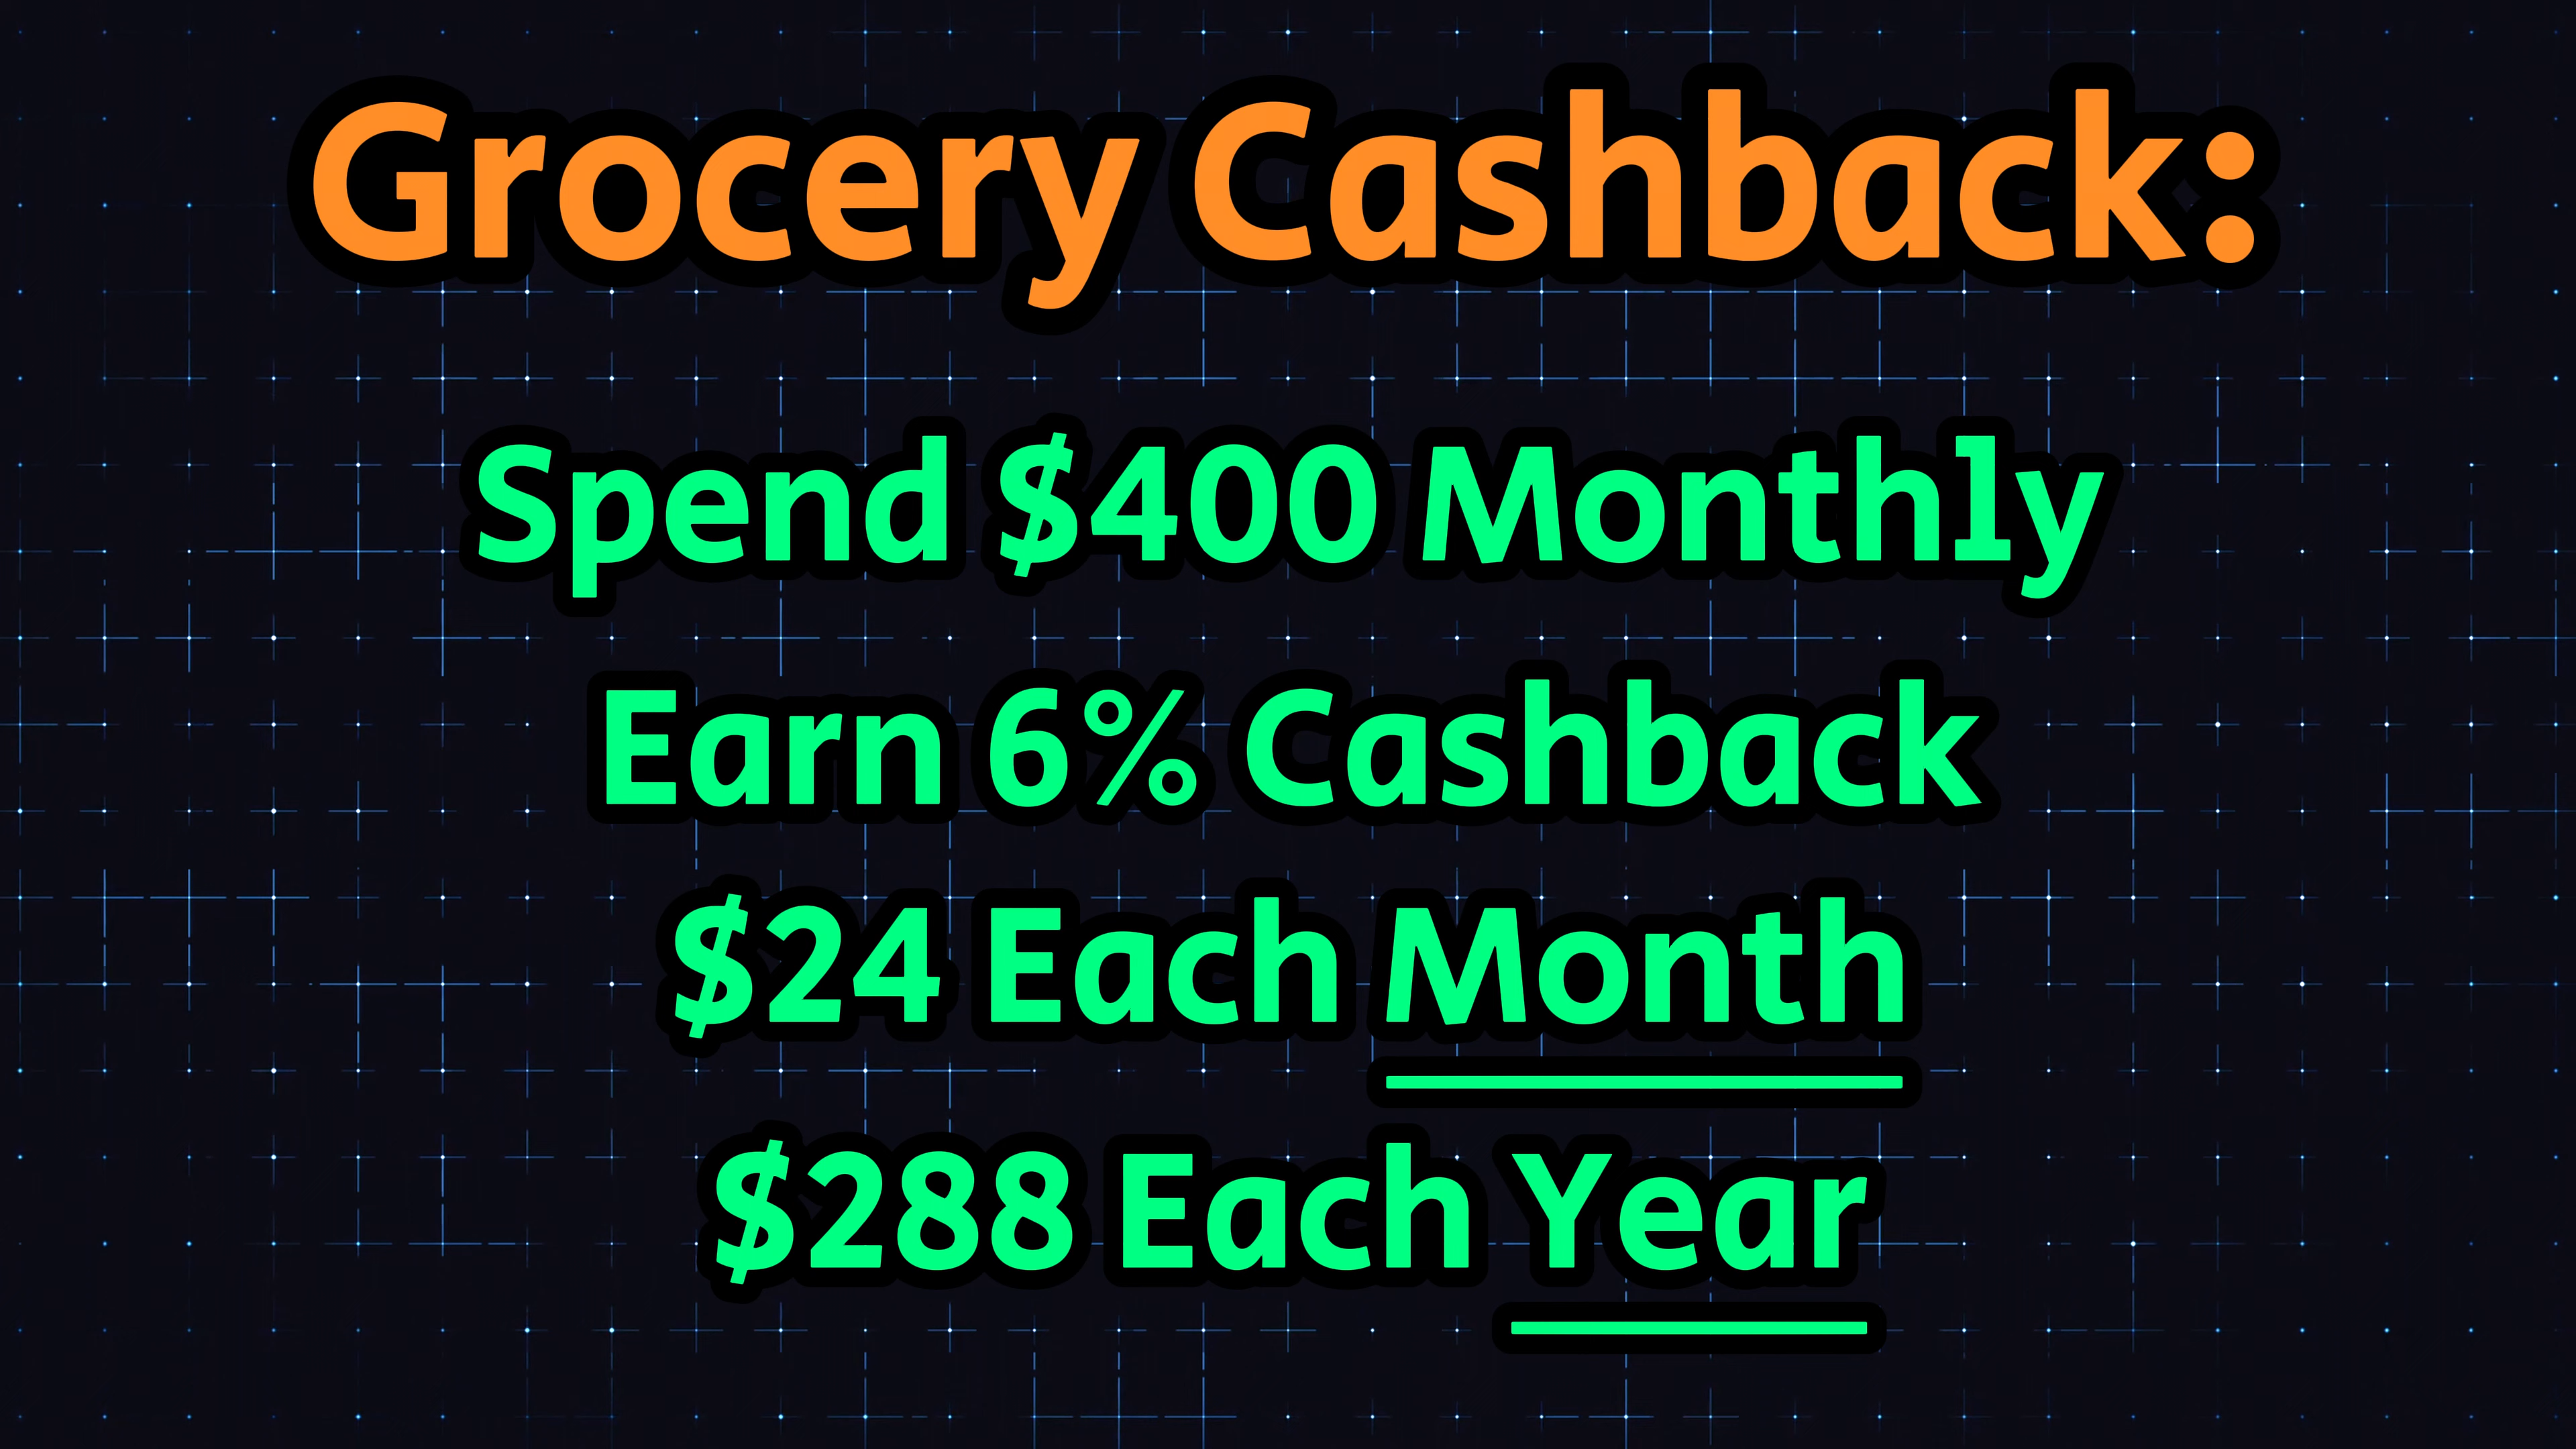 Grocery Cashback:
Spend $400 Monthly
Earn 6% Cashback
$24 Each Month
$288 Each Year